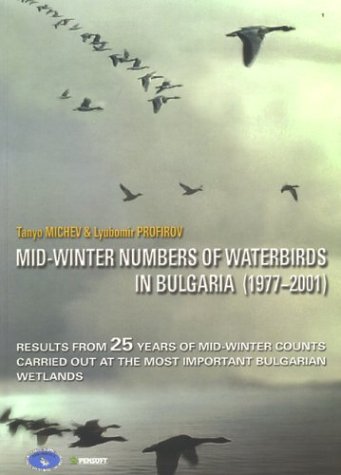 Tanyo MICHEV & Lyubomir PROFIROV
MID-WINTER NUMBERS OF WATERBIRDS
IN BULGARIA (1977–2001)
RESULTS FROM 25 YEARS OF MID-WINTER COUNTS
CARRIED OUT AT THE MOST IMPORTANT BULGARIAN
WETLANDS
PENSOFT